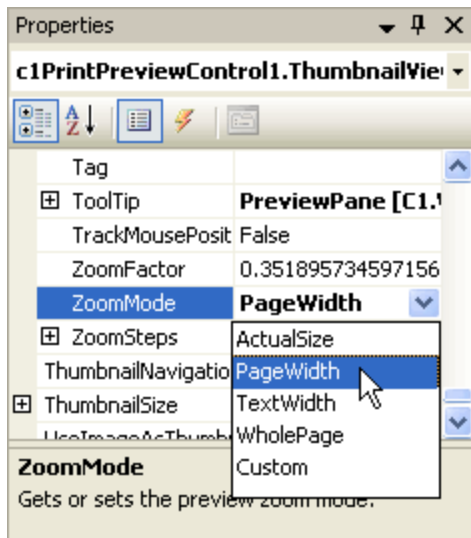 Properties
c1PrintPreviewControl1.ThumbnailVie
Tag
ToolTip PreviewPane [C1.
TrackMousePosit False
ZoomFactor 0.351895734597156
ZoomMode PageWidth
ZoomSteps ActualSize
ThumbnailNavigatio PageWidth
ThumbnailSize TextWidth
WholePage
ZoomMode Custom
Gets or sets the preview zoom mode.